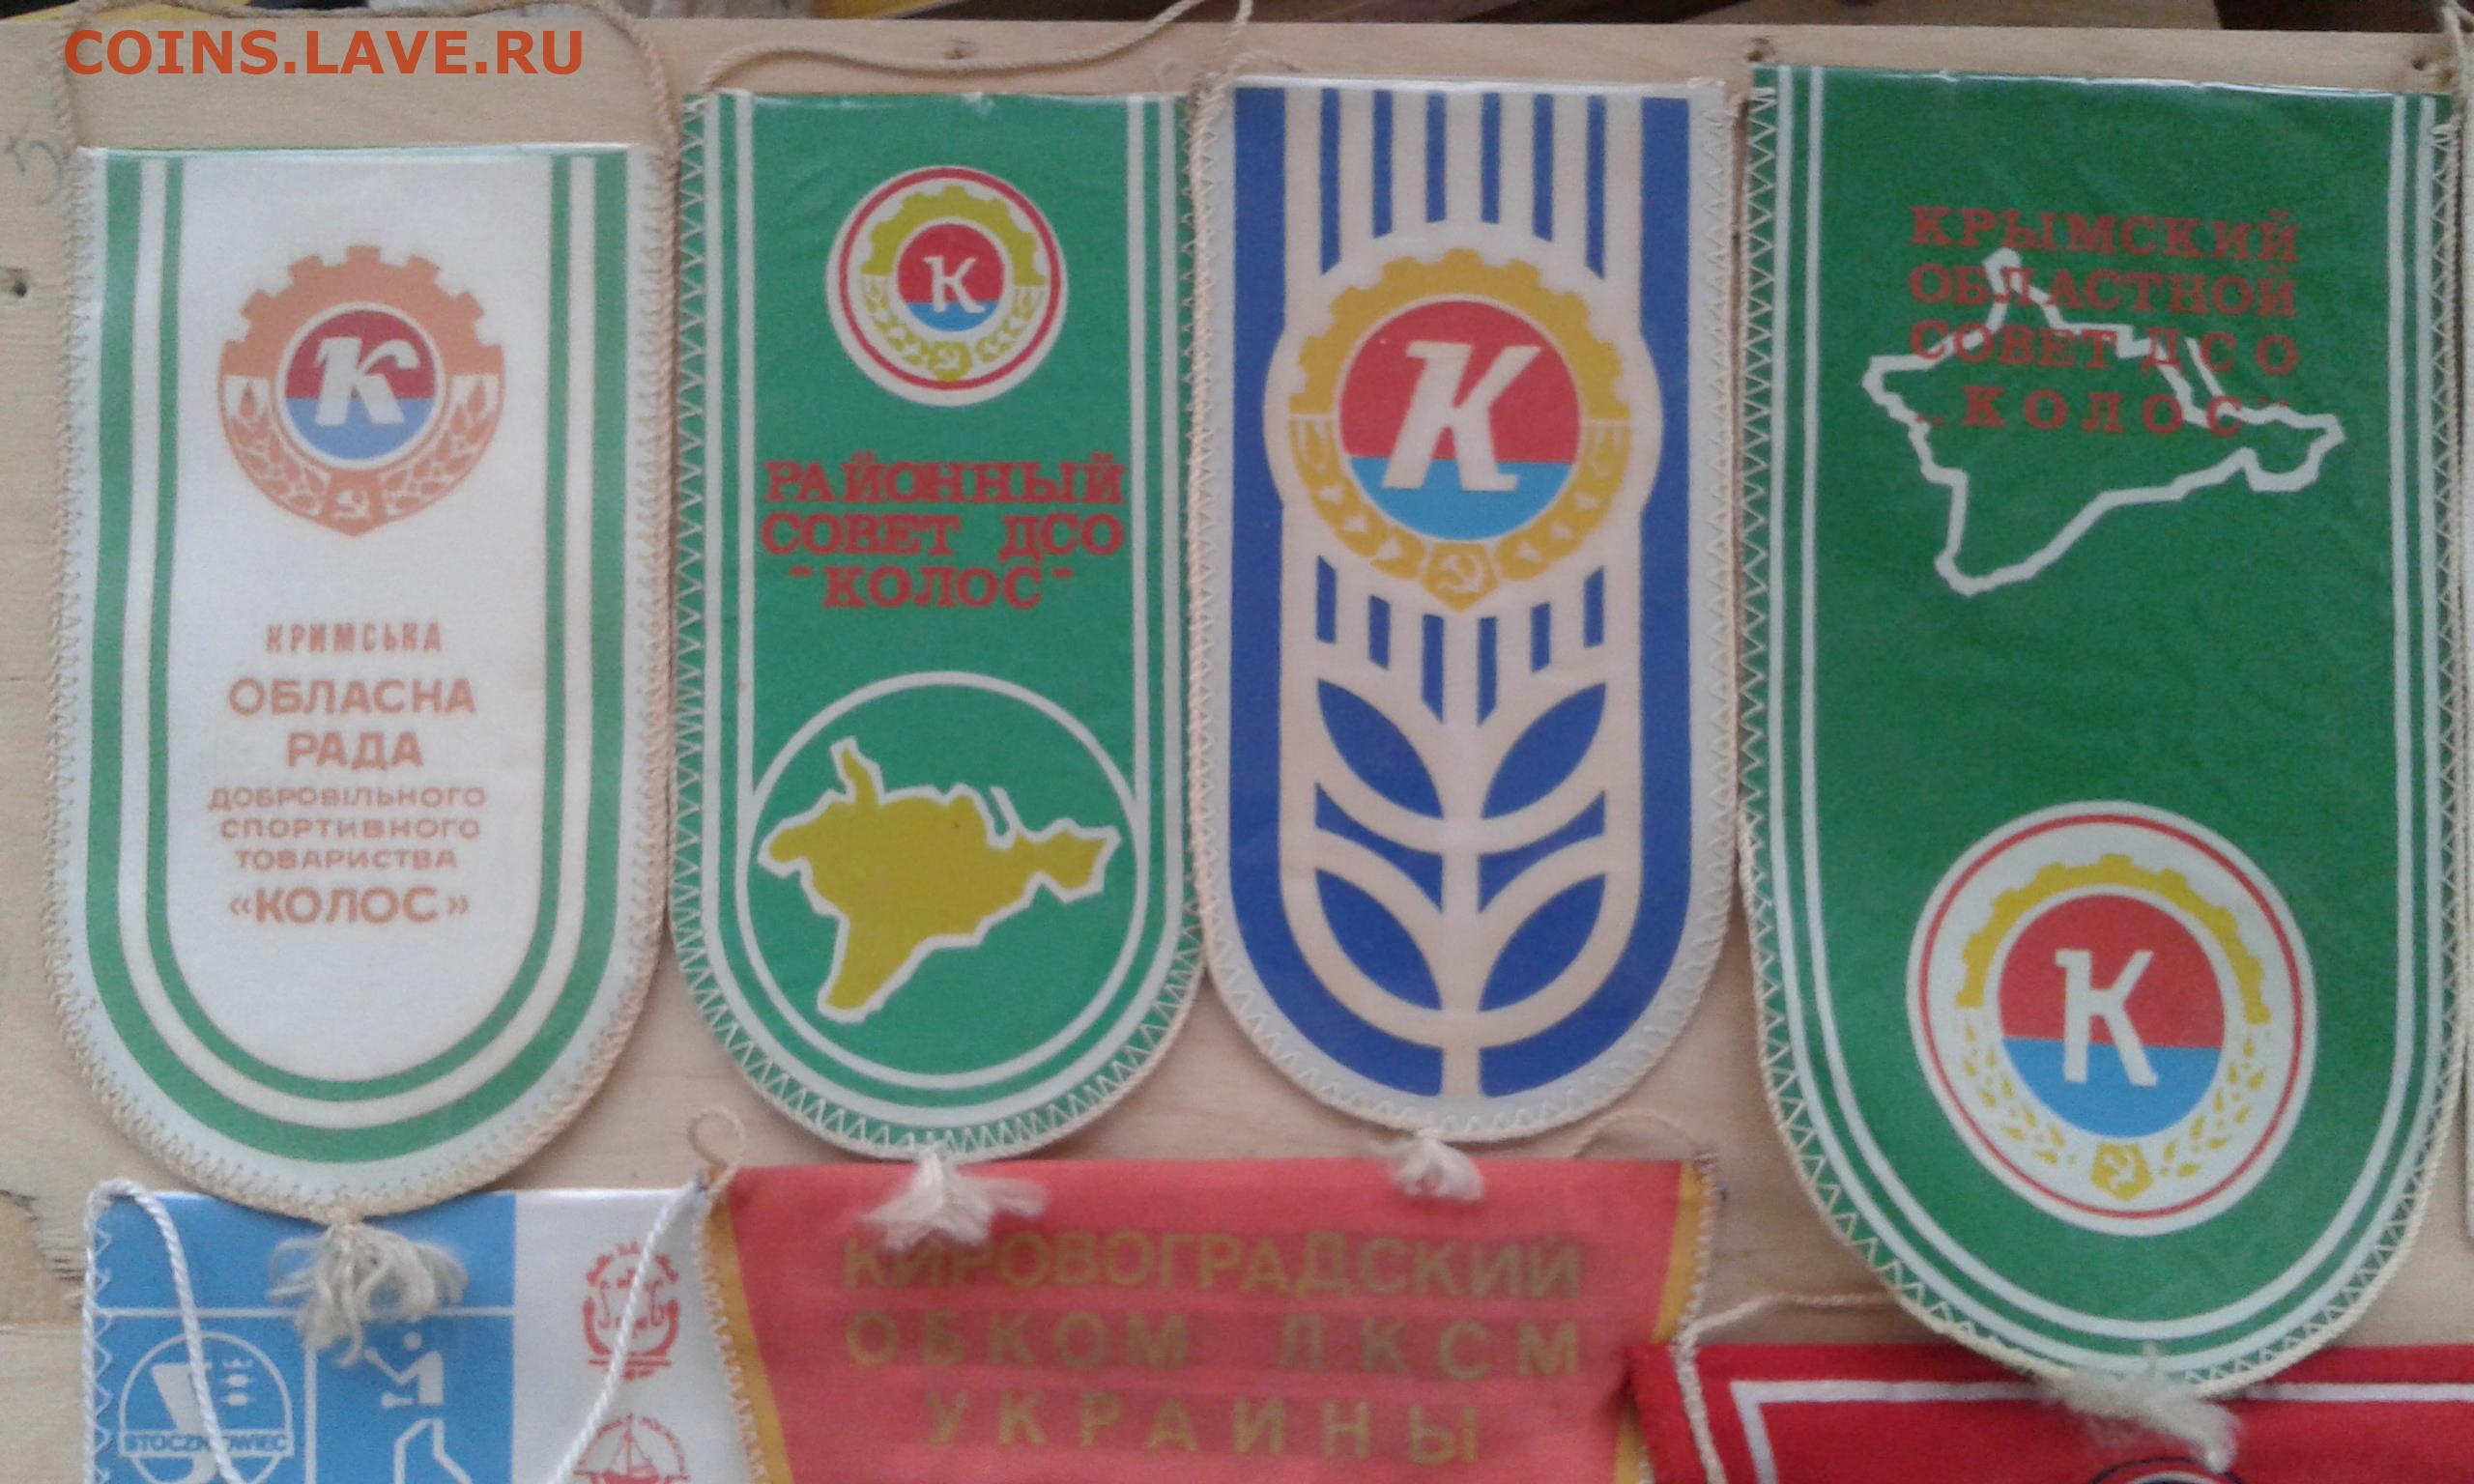 COINS.LAVE.RU
К
КРИМСЬКА
ОБЛАСНА
РАДА
ДОБРОВІЛЬНОГО
СПОРТИВНОГО
ТОВАРИСТВА
«КОЛОС»
К
РАЙОННЫЙ
СОВЕТ ДСО
"КОЛОС"
К
КРЫМСКИЙ
ОБЛАСТНОЙ
СОВЕТ ДСО
„КОЛОС"
К
STOCZNIOWIEC
КИРОВОГРАДСКИЙ
ОБКОМ ЛКСМ
УКРАИНЫ